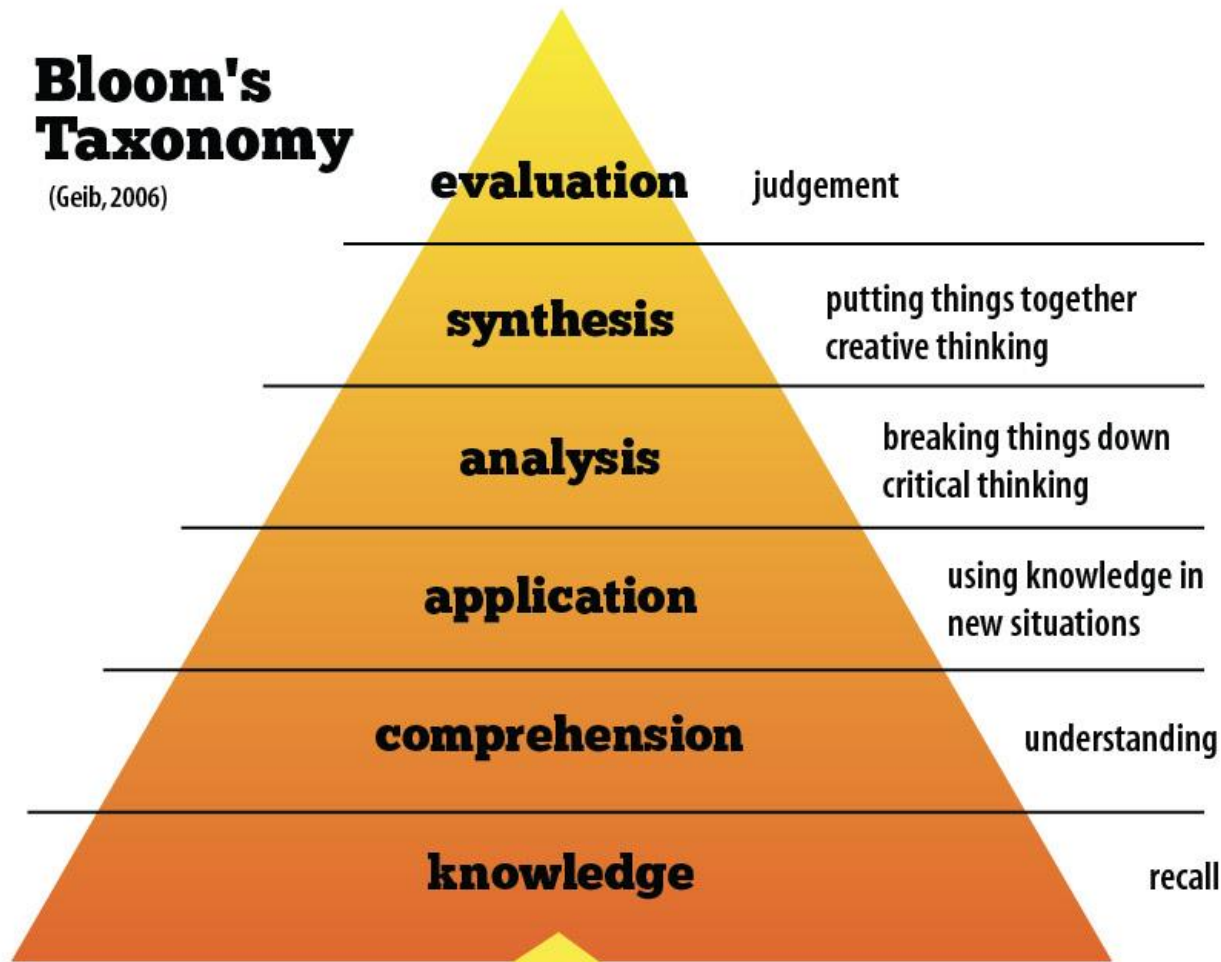 Bloom's
Taxonomy
(Geib, 2006)
evaluation
judgement
synthesis
putting things together
creative thinking
analysis
breaking things down
critical thinking
application
using knowledge in
new situations
comprehension
understanding
knowledge
recall